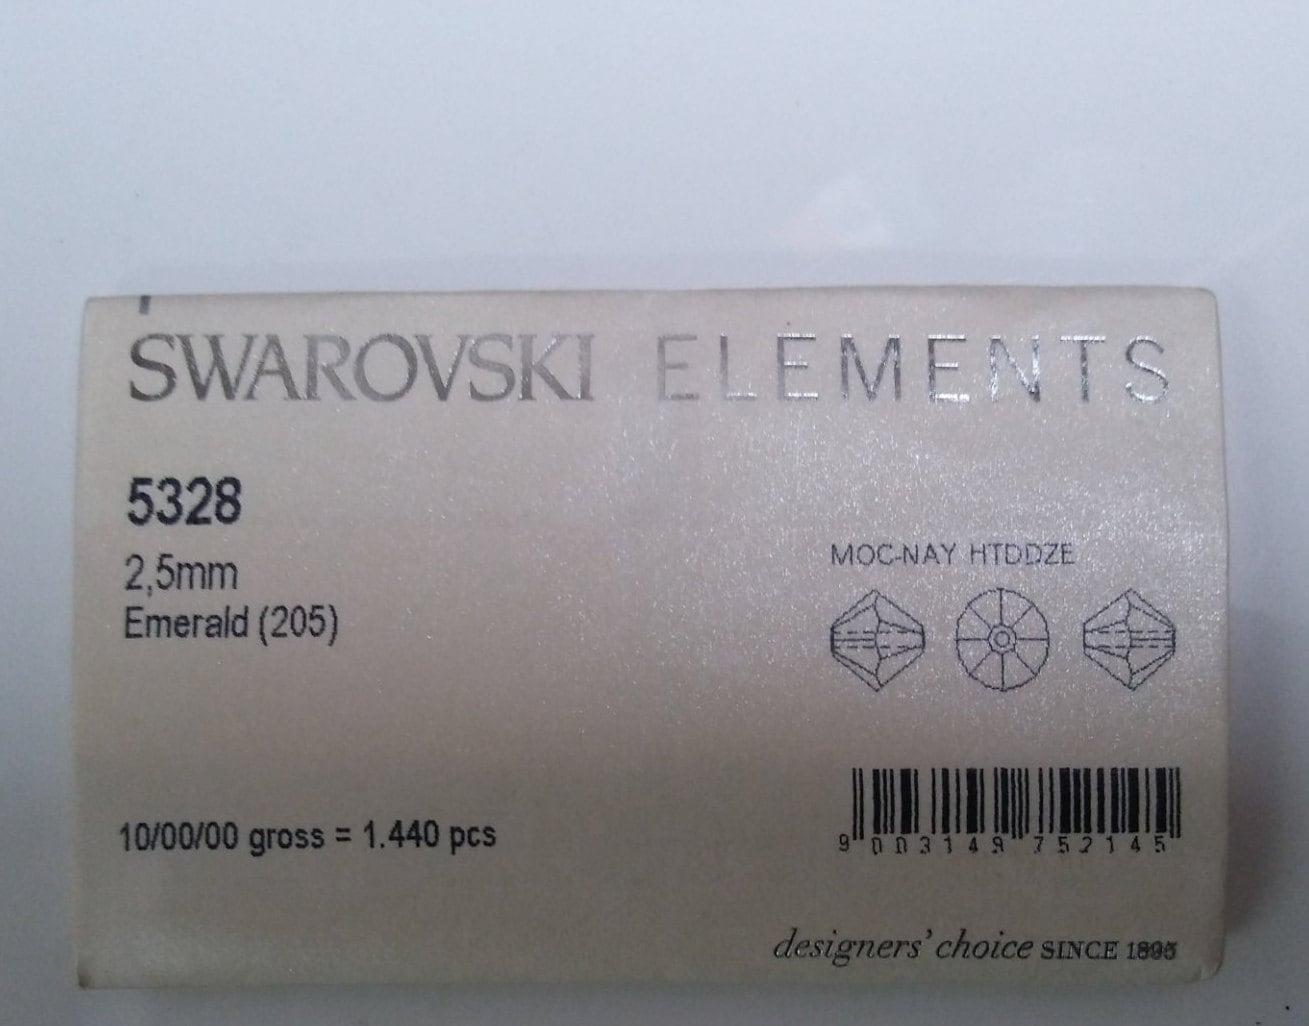 SWAROVSKI ELEMENTS
5328
2,5mm
Emerald (205)
MOC-NAY HTDDZE
10/00/00 gross = 1.440 pcs
9 003149 752145
designers' choice SINCE 1895